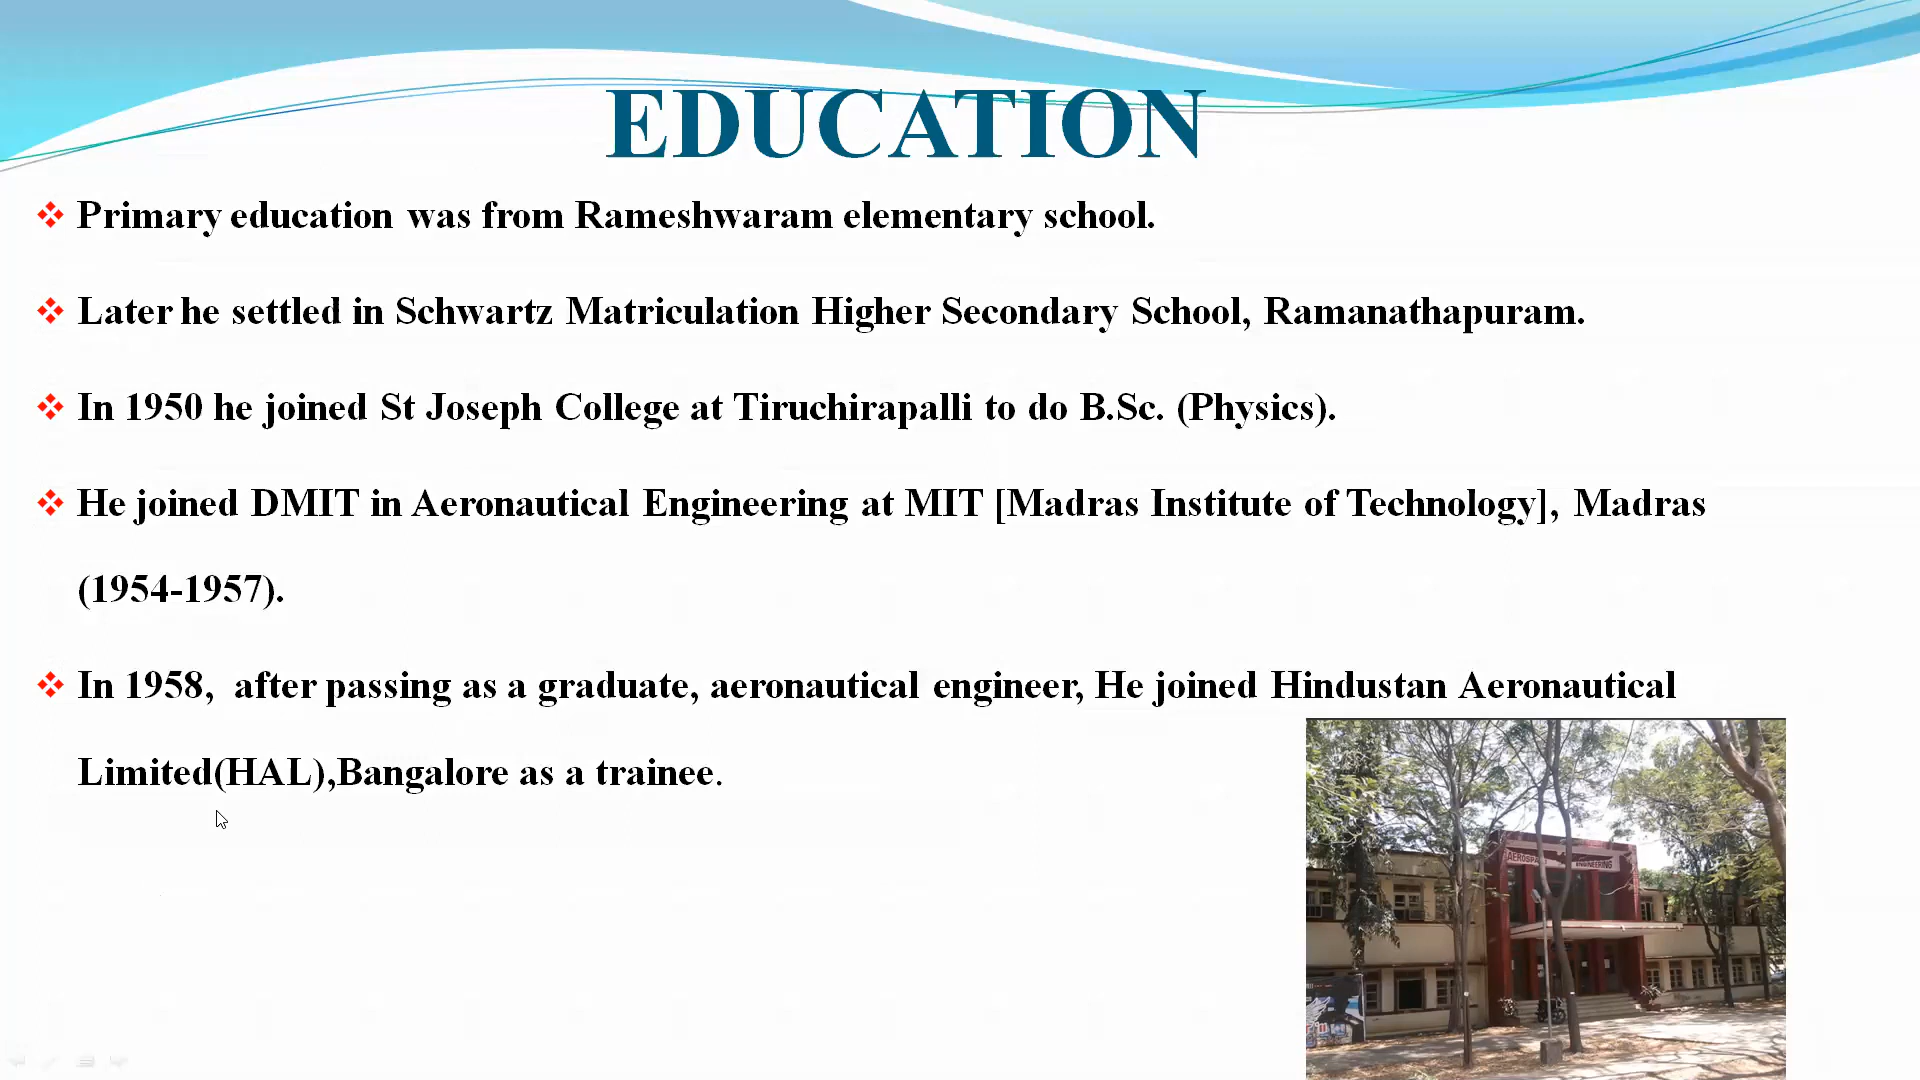 EDUCATION
Primary education was from Rameshwaram elementary school.
Later he settled in Schwartz Matriculation Higher Secondary School, Ramanathapuram.
In 1950 he joined St Joseph College at Tiruchirapalli to do B.Sc. (Physics).
He joined DMIT in Aeronautical Engineering at MIT [Madras Institute of Technology], Madras
(1954-1957).
In 1958,  after passing as a graduate, aeronautical engineer, He joined Hindustan Aeronautical
Limited(HAL),Bangalore as a trainee.
ENGINEERING